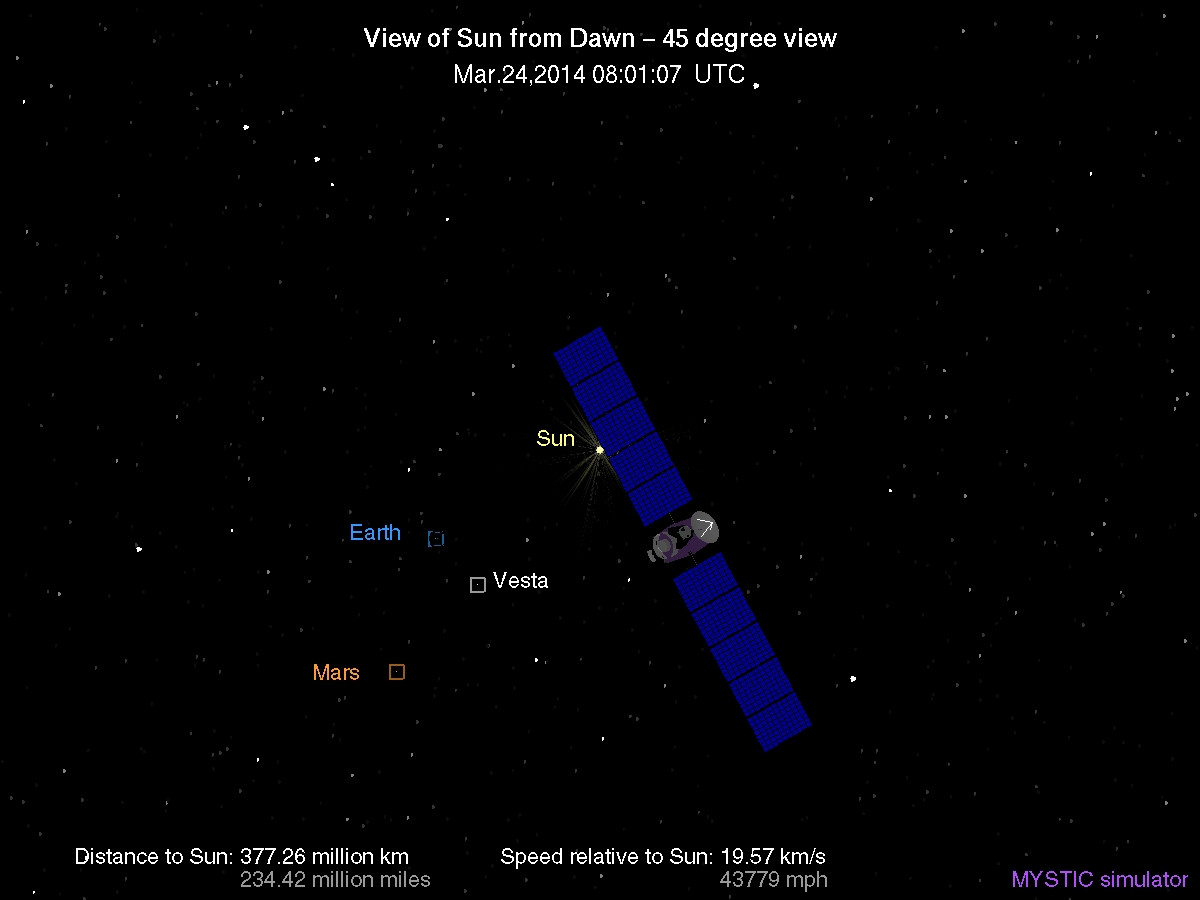 View of Sun from Dawn – 45 degree view
Mar.24,2014 08:01:07 UTC
Sun
Earth
Vesta
Mars
Distance to Sun: 377.26 million km
234.42 million miles
Speed relative to Sun: 19.57 km/s
43779 mph
MYSTIC simulator